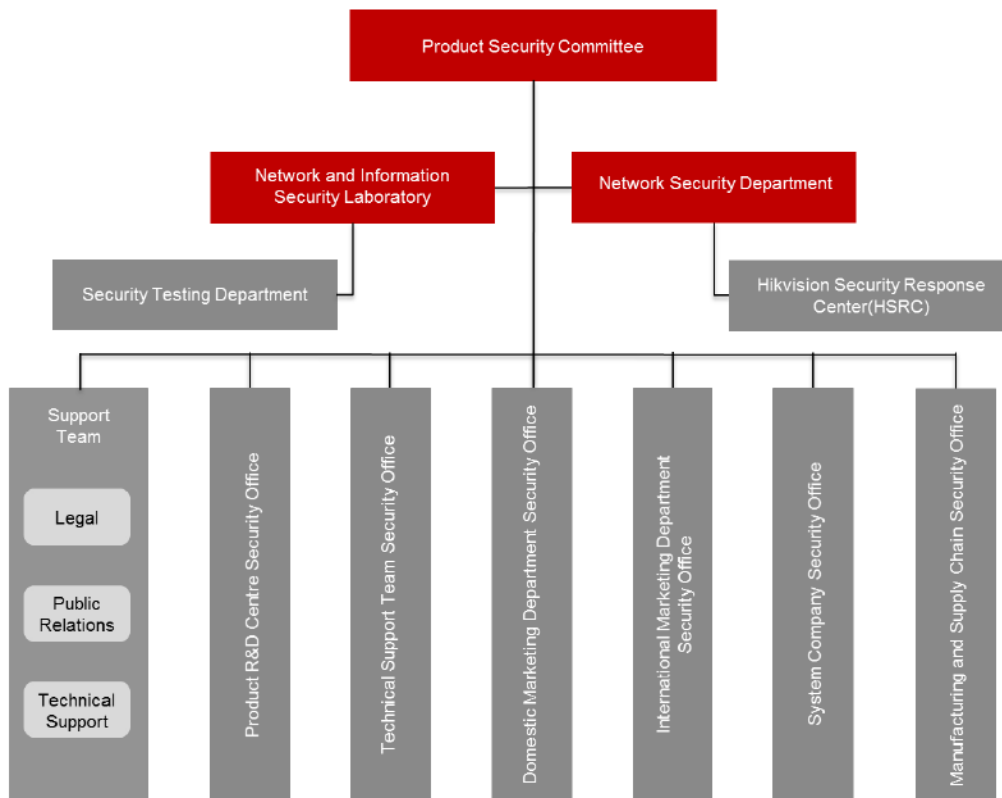 Product Security Committee
Network and Information
Security Laboratory
Network Security Department
Security Testing Department
Hikvision Security Response
Center(HSRC)
Support
Team
Legal
Public
Relations
Technical
Support
Product R&D Centre Security Office
Technical Support Team Security Office
Domestic Marketing Department Security Office
International Marketing Department
Security Office
System Company Security Office
Manufacturing and Supply Chain Security Office